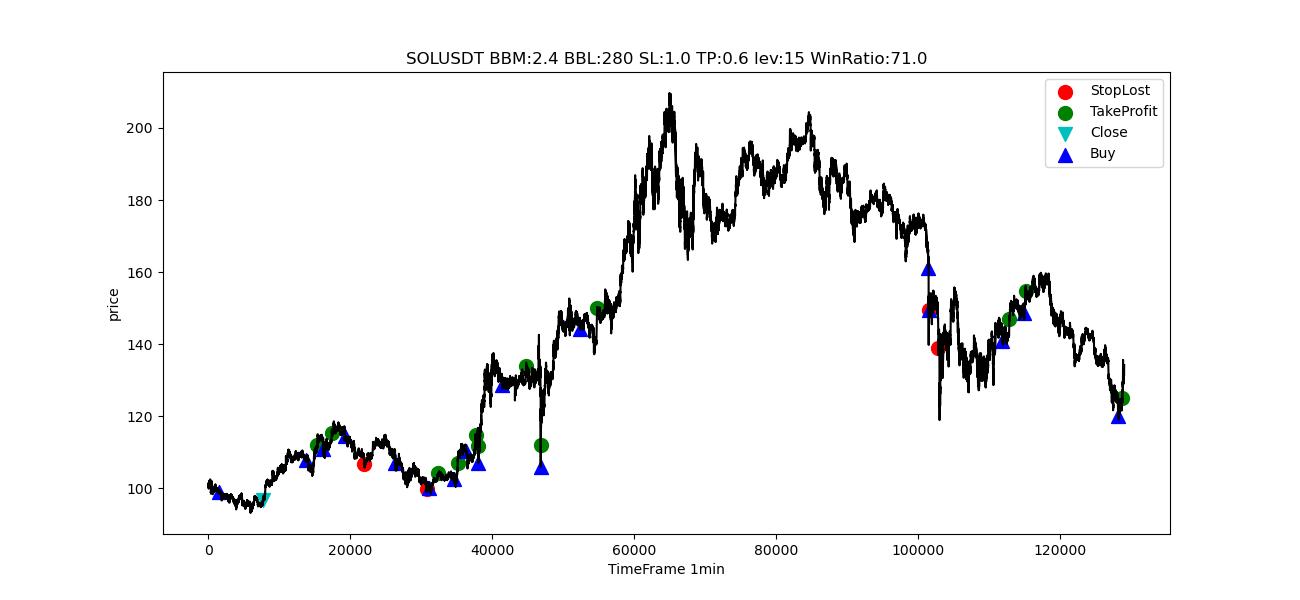 SOLUSDT BBM:2.4 BBL:280 SL:1.0 TP:0.6 lev:15 WinRatio:71.0
StopLost
TakeProfit
Close
Buy
price
200
180
160
140
120
100
0 20000 40000 60000 80000 100000 120000
TimeFrame 1min